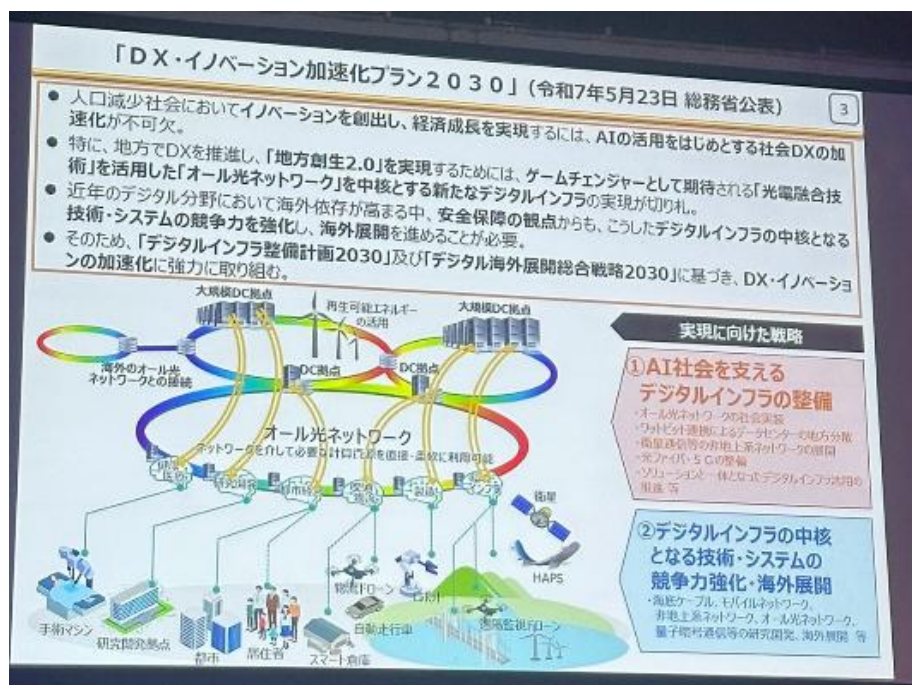 「DX・イノベーション加速化プラン2030」(令和7年5月23日 総務省公表)
3
● 人口減少社会においてイノベーションを創出し、経済成長を実現するには、AIの活用をはじめとする社会DXの加
速化が不可欠。
● 特に、地方でDXを推進し、「地方創生2.0」を実現するためには、ゲームチェンジャーとして期待される「光電融合技
術」を活用した「オール光ネットワーク」を中核とする新たなデジタルインフラの実現が切り札。
● 近年のデジタル分野において海外依存が高まる中、安全保障の観点からも、こうしたデジタルインフラの中核となる
技術・システムの競争力を強化し、海外展開を進めることが必要。
● そのため、「デジタルインフラ整備計画2030」及び「デジタル海外展開総合戦略2030」に基づき、DX・イノベーショ
ンの加速化に強力に取り組む。
大規模DC拠点
再生可能エネルギー
の活用
大規模DC拠点
海外のオール光
ネットワークとの接続
DC拠点
DC拠点
オール光ネットワーク
ネットワークを介して必要な計算資源を直接・柔軟に利用可能
研究開発
都市経営
製造
衛星
HAPS
手術マシン
研究開発拠点
都市
居住者
スマート倉庫
物流ドローン
自動走行車
ロボット
遠隔監視ドローン
実現に向けた戦略
①AI社会を支える
デジタルインフラの整備
・オール光ネットワークの社会実装
・ワットビット連携によるデータセンターの地方分散
・衛星通信等の非地上系ネットワークの展開
・光ファイバ・5Gの整備
・ソリューションと一体となったデジタルインフラ活用の
推進 等
②デジタルインフラの中核
となる技術・システムの
競争力強化・海外展開
・海底ケーブル、モバイルネットワーク、
非地上系ネットワーク、オール光ネットワーク、
量子暗号通信等の研究開発、海外展開 等